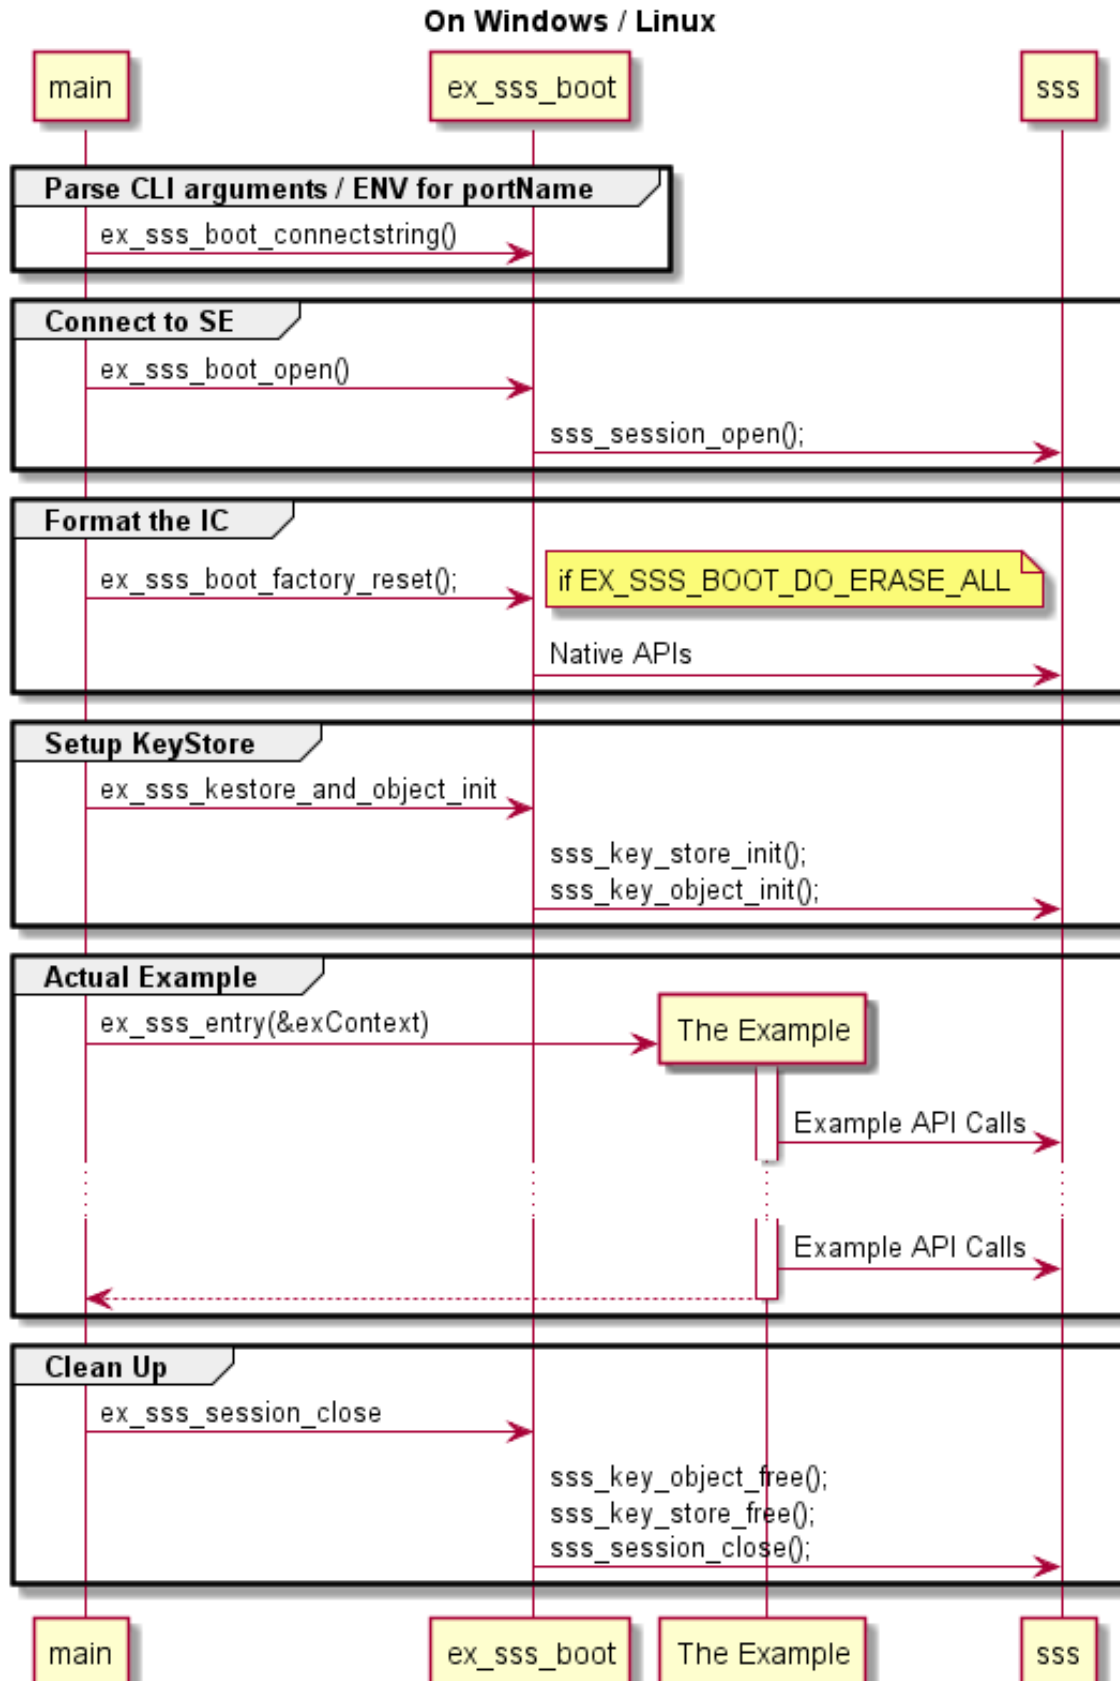 On Windows / Linux
main
ex_sss_boot
sss
Parse CLI arguments / ENV for portName
ex_sss_boot_connectstring()
Connect to SE
ex_sss_boot_open()
sss_session_open();
Format the IC
ex_sss_boot_factory_reset();
if EX_SSS_BOOT_DO_ERASE_ALL
Native APIs
Setup KeyStore
ex_sss_kestore_and_object_init
sss_key_store_init();
sss_key_object_init();
Actual Example
ex_sss_entry(&exContext)
The Example
Example API Calls
Example API Calls
Clean Up
ex_sss_session_close
sss_key_object_free();
sss_key_store_free();
sss_session_close();
main
ex_sss_boot
The Example
sss